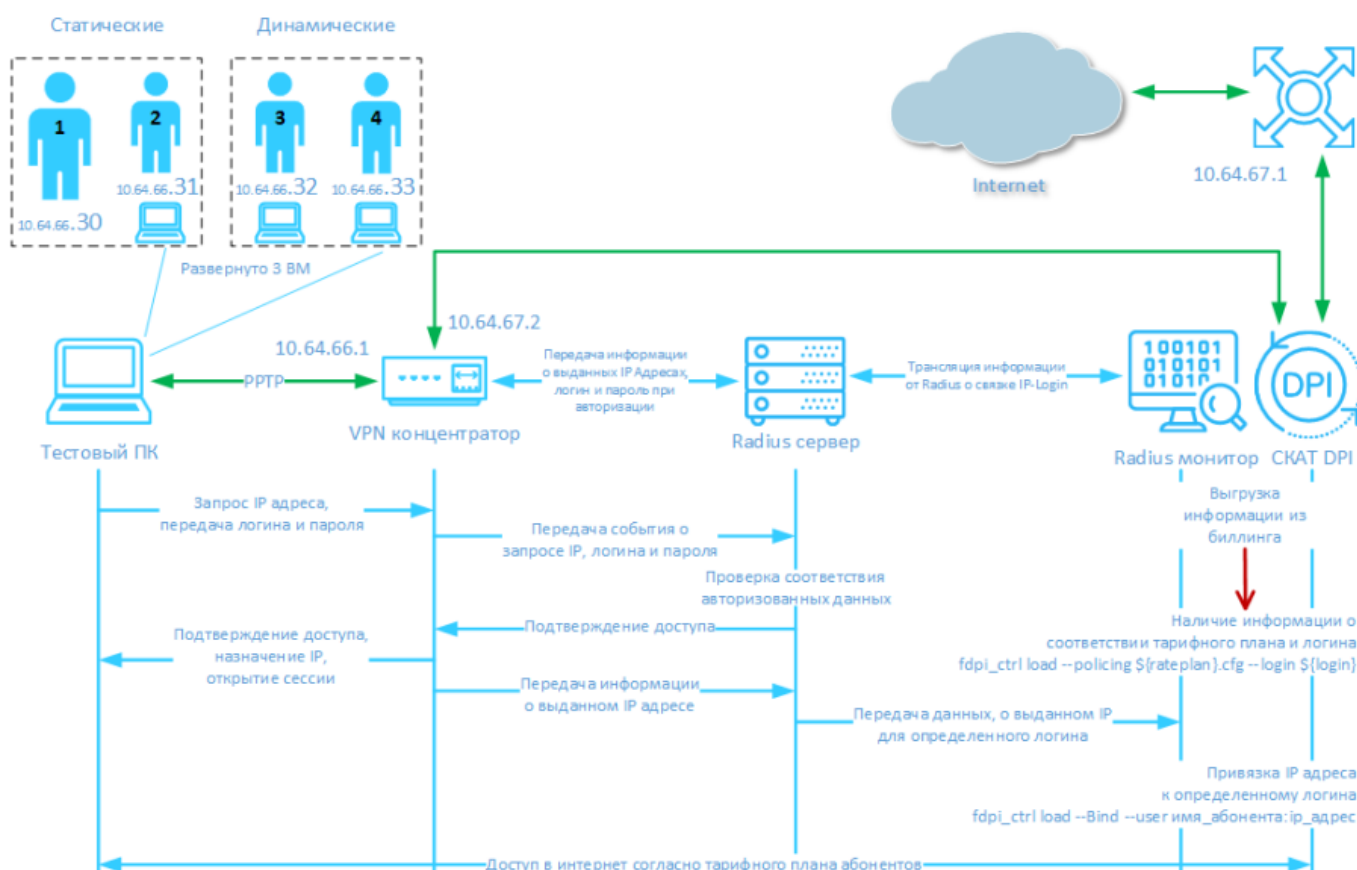 Статические
Динамические
1
2
3
4
10.64.66.31
10.64.66.32
10.64.66.33
10.64.66.30
Развернуто 3 ВМ
Internet
10.64.67.1
10.64.66.1
10.64.67.2
PPTP
Передача информации
о выданных IP Адресах,
логин и пароль при
авторизации
Трансляция информации
от Radius о связке IP-Login
100101
010101
01010
DPI
Тестовый ПК
VPN концентратор
Radius сервер
Radius монитор
СКАТ DPI
Запрос IP адреса,
передача логина и пароля
Передача события о
запросе IP, логина и пароля
Выгрузка
информации из
биллинга
Проверка соответствия
авторизованных данных
Подтверждение доступа
Подтверждение доступа,
назначение IP,
открытие сессии
Наличие информации о
соответствии тарифного плана и логина
fdpi_ctrl load --policing ${rateplan}.cfg --login ${login}
Передача информации
о выданном IP адресе
Передача данных, о выданном IP
для определенного логина
Привязка IP адреса
к определенному логина
fdpi_ctrl load --Bind --user имя_абонента:ip_адрес
Доступ в интернет согласно тарифного плана абонентов